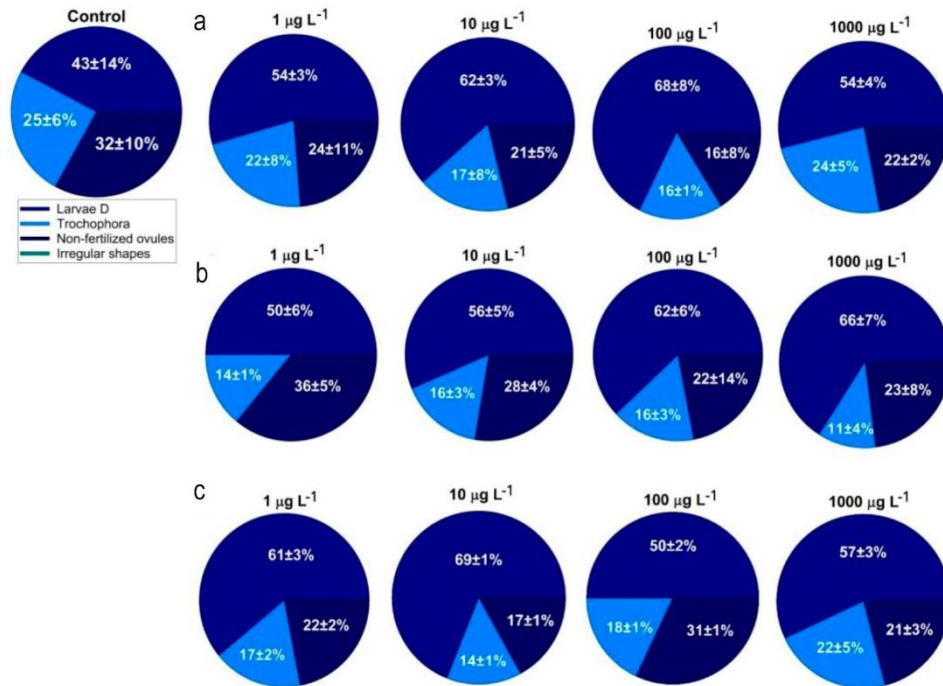 Control
43±14%
25±6%
32±10%
Larvae D
Trochophora
Non-fertilized ovules
Irregular shapes
a
1 μg L⁻¹
54±3%
22±8%
24±11%
10 μg L⁻¹
62±3%
17±8%
21±5%
100 μg L⁻¹
68±8%
16±1%
16±8%
1000 μg L⁻¹
54±4%
24±5%
22±2%
b
1 μg L⁻¹
50±6%
14±1%
36±5%
10 μg L⁻¹
56±5%
16±3%
28±4%
100 μg L⁻¹
62±6%
16±3%
22±14%
1000 μg L⁻¹
66±7%
11±4%
23±8%
c
1 μg L⁻¹
61±3%
17±2%
22±2%
10 μg L⁻¹
69±1%
14±1%
17±1%
100 μg L⁻¹
50±2%
18±1%
31±1%
1000 μg L⁻¹
57±3%
22±5%
21±3%